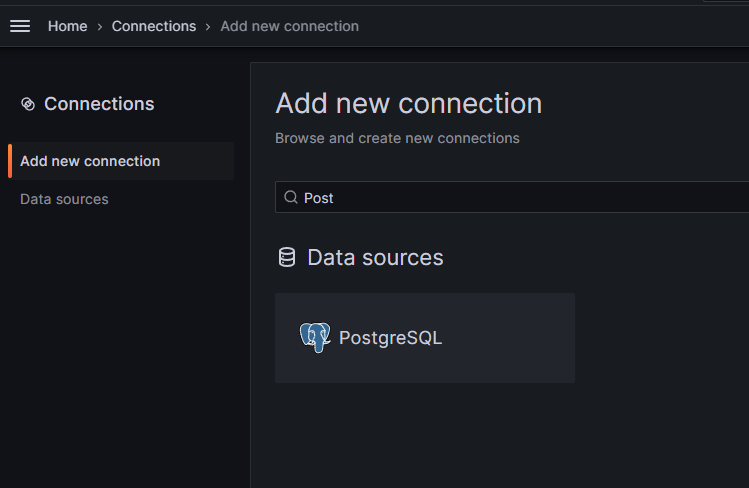 Home › Connections › Add new connection
Connections
Add new connection
Data sources
Add new connection
Browse and create new connections
Post
Data sources
PostgreSQL